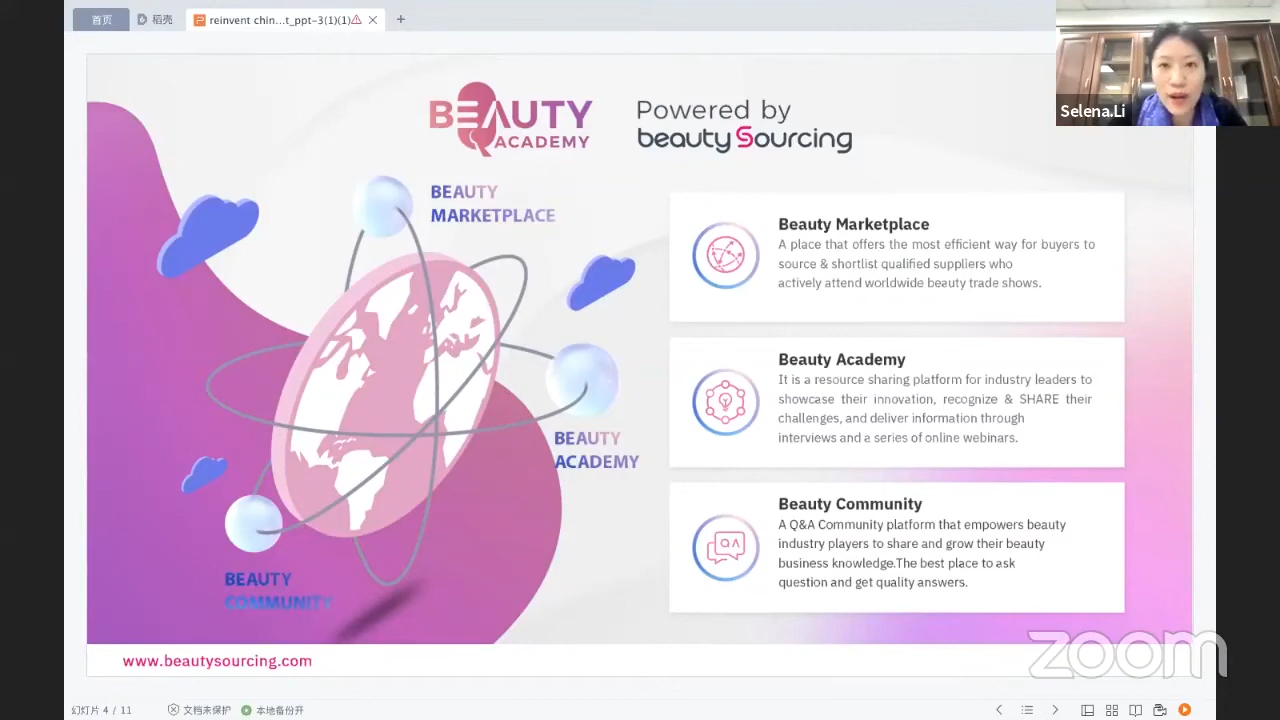 首页
稻壳
reinvent chin...t_ppt-3(1)(1)
Selena.Li
BEAUTY
ACADEMY
Powered by
beautySourcing
BEAUTY
MARKETPLACE
BEAUTY
ACADEMY
BEAUTY
COMMUNITY
Beauty Marketplace
A place that offers the most efficient way for buyers to
source & shortlist qualified suppliers who
actively attend worldwide beauty trade shows.
Beauty Academy
It is a resource sharing platform for industry leaders to
showcase their innovation, recognize & SHARE their
challenges, and deliver information through
interviews and a series of online webinars.
Q A
Beauty Community
A Q&A Community platform that empowers beauty
industry players to share and grow their beauty
business knowledge.The best place to ask
question and get quality answers.
www.beautysourcing.com
zoom
幻灯片 4 / 11
文档未保护
本地备份开